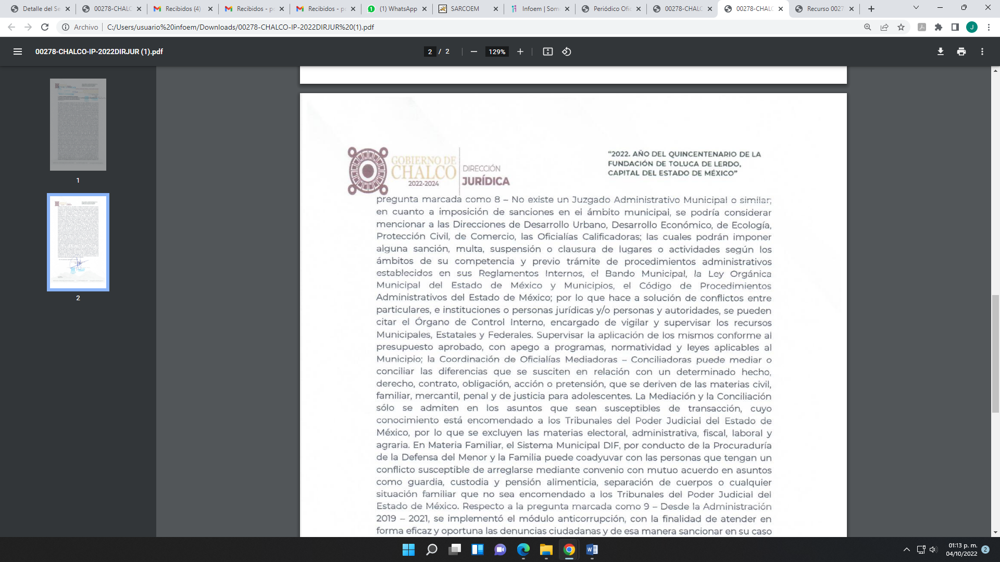 Detalle del Se
00278-CHALC
Recibidos (4)
Recibidos - po
Recibidos - po
(1) WhatsApp
SARCOEM
Infoem | Som
Periódico Ofic
00278-CHALC
00278-CHALC
Recurso 0027
Archivo
C:/Users/usuario%20infoem/Downloads/00278-CHALCO-IP-2022DIRJUR%20(1).pdf
J
00278-CHALCO-IP-2022DIRJUR (1).pdf
2 / 2
129%
1
2
GOBIERNO DE
CHALCO
2022-2024
DIRECCIÓN
JURÍDICA
"2022. AÑO DEL QUINCENTENARIO DE LA
FUNDACIÓN DE TOLUCA DE LERDO,
CAPITAL DEL ESTADO DE MÉXICO"
pregunta marcada como 8 – No existe un Juzgado Administrativo Municipal o similar;
en cuanto a imposición de sanciones en el ámbito municipal, se podría considerar
mencionar a las Direcciones de Desarrollo Urbano, Desarrollo Económico, de Ecología,
Protección Civil, de Comercio, las Oficialías Calificadoras; las cuales podrán imponer
alguna sanción, multa, suspensión o clausura de lugares o actividades según los
ámbitos de su competencia y previo trámite de procedimientos administrativos
establecidos en sus Reglamentos Internos, el Bando Municipal, la Ley Orgánica
Municipal del Estado de México y Municipios, el Código de Procedimientos
Administrativos del Estado de México; por lo que hace a solución de conflictos entre
particulares, e instituciones o personas jurídicas y/o personas y autoridades, se pueden
citar el Órgano de Control Interno, encargado de vigilar y supervisar los recursos
Municipales, Estatales y Federales. Supervisar la aplicación de los mismos conforme al
presupuesto aprobado, con apego a programas, normatividad y leyes aplicables al
Municipio; la Coordinación de Oficialías Mediadoras – Conciliadoras puede mediar o
conciliar las diferencias que se susciten en relación con un determinado hecho,
derecho, contrato, obligación, acción o pretensión, que se deriven de las materias civil,
familiar, mercantil, penal y de justicia para adolescentes. La Mediación y la Conciliación
sólo se admiten en los asuntos que sean susceptibles de transacción, cuyo
conocimiento está encomendado a los Tribunales del Poder Judicial del Estado de
México, por lo que se excluyen las materias electoral, administrativa, fiscal, laboral y
agraria. En Materia Familiar, el Sistema Municipal DIF, por conducto de la Procuraduría
de la Defensa del Menor y la Familia puede coadyuvar con las personas que tengan un
conflicto susceptible de arreglarse mediante convenio con mutuo acuerdo en asuntos
como guardia, custodia y pensión alimenticia, separación de cuerpos o cualquier
situación familiar que no sea encomendado a los Tribunales del Poder Judicial del
Estado de México. Respecto a la pregunta marcada como 9 – Desde la Administración
2019 – 2021, se implementó el módulo anticorrupción, con la finalidad de atender en
forma eficaz y oportuna las denuncias ciudadanas y de esa manera sancionar en su caso
01:13 p. m.
04/10/2022
2